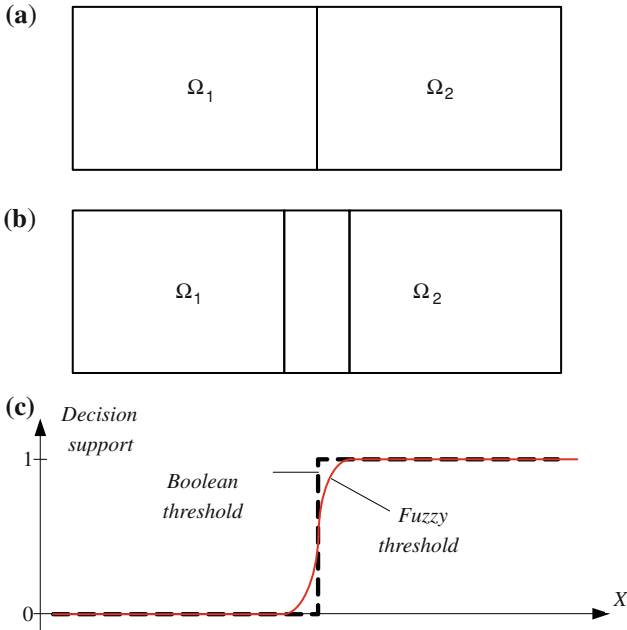 (a)
Ω1 Ω2
(b)
Ω1 Ω2
(c)
Decision
support
1
Boolean
threshold
Fuzzy
threshold
X
0